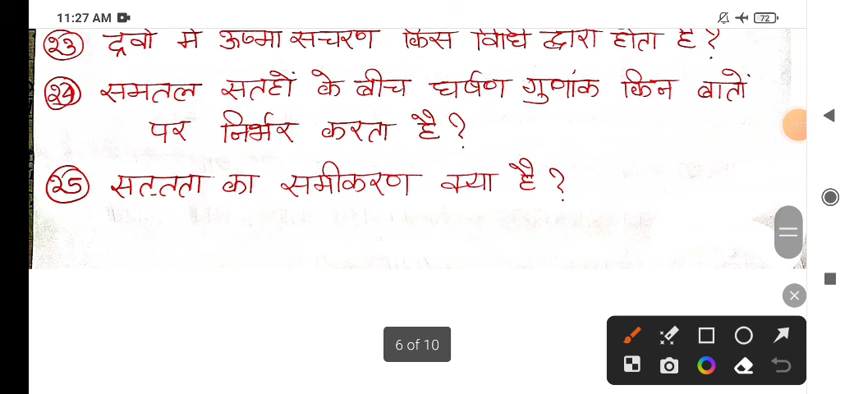 11:27 AM
72
23 द्रवों में ऊष्मा संचरण किस विधि द्वारा होता है ?
24 समतल सतहों के बीच घर्षण गुणांक किन बातों
पर निर्भर करता है ?
25 सततता का समीकरण क्या है ?
6 of 10